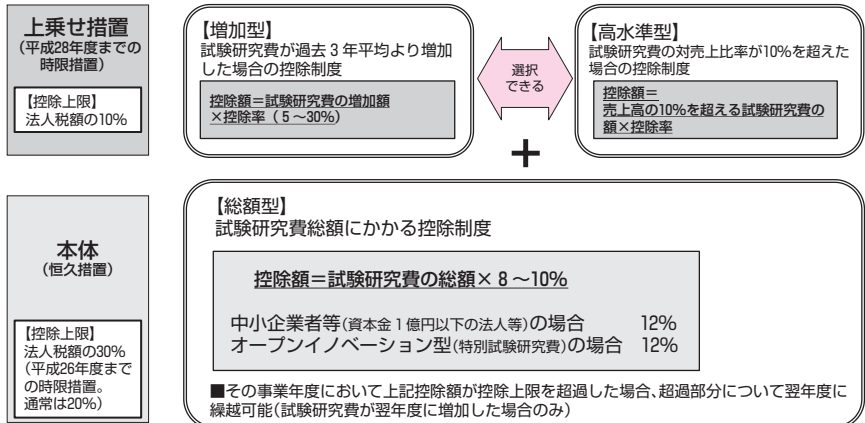 上乗せ措置
（平成28年度までの
時限措置）
【控除上限】
法人税額の10%
【増加型】
試験研究費が過去３年平均より増加
した場合の控除制度
控除額＝試験研究費の増加額
×控除率（５～30%）
選択
できる
【高水準型】
試験研究費の対売上比率が10%を超えた
場合の控除制度
控除額＝
売上高の10%を超える試験研究費の
額×控除率
＋
本体
（恒久措置）
【控除上限】
法人税額の30%
（平成26年度まで
の時限措置。
通常は20%）
【総額型】
試験研究費総額にかかる控除制度
控除額＝試験研究費の総額×８～10%
中小企業者等（資本金１億円以下の法人等）の場合 12%
オープンイノベーション型（特別試験研究費）の場合 12%
■その事業年度において上記控除額が控除上限を超過した場合、超過部分について翌年度に
繰越可能（試験研究費が翌年度に増加した場合のみ）